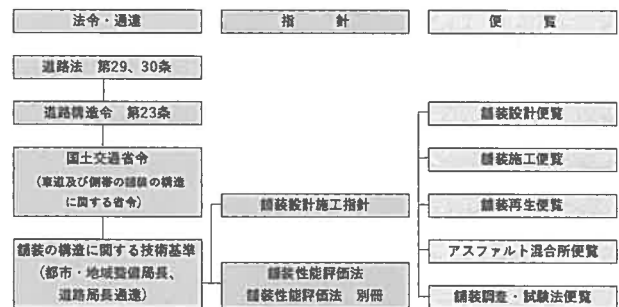 法令・通達
指　針
便　覧
道路法　第29、30条
道路構造令　第23条
国土交通省令
(車道及び側帯の舗装の構造
に関する省令)
舗装の構造に関する技術基準
(都市・地域整備局長、
道路局長通達)
舗装設計施工指針
舗装性能評価法
舗装性能評価法　別冊
舗装設計便覧
舗装施工便覧
舗装再生便覧
アスファルト混合所便覧
舗装調査・試験法便覧